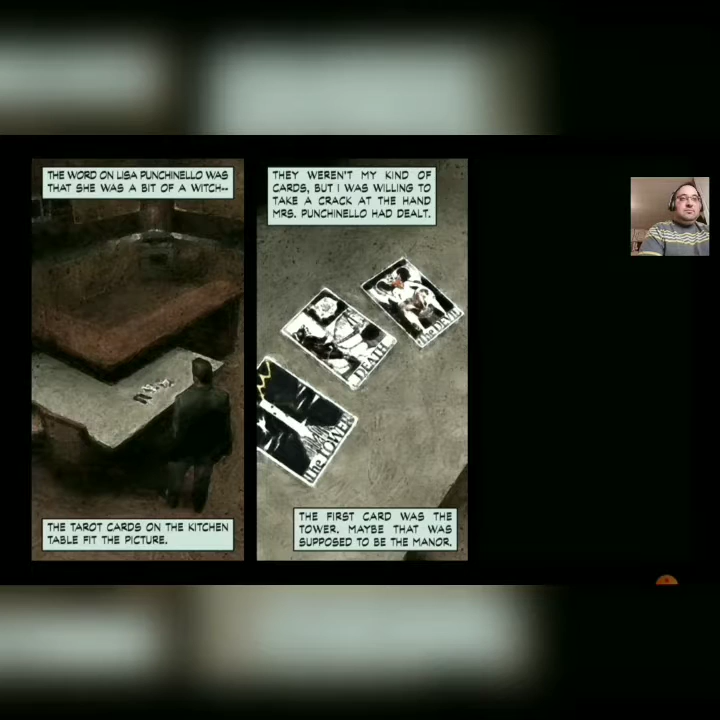 THE WORD ON LISA PUNCHINELLO WAS
THAT SHE WAS A BIT OF A WITCH--
THE TAROT CARDS ON THE KITCHEN
TABLE FIT THE PICTURE.
THEY WEREN'T MY KIND OF
CARDS, BUT I WAS WILLING TO
TAKE A CRACK AT THE HAND
MRS. PUNCHINELLO HAD DEALT.
The DEVIL
DEATH
The TOWER
THE FIRST CARD WAS THE
TOWER. MAYBE THAT WAS
SUPPOSED TO BE THE MANOR.